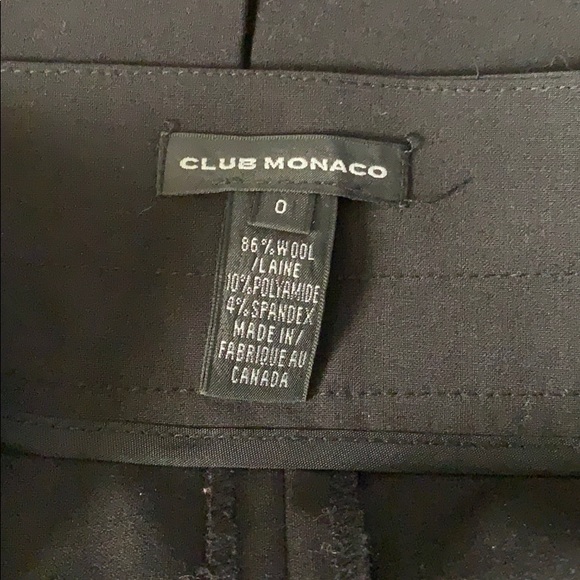 CLUB MONACO
0
86%WOOL
/LAINE
10%POLYAMIDE
4%SPANDEX
MADE IN/
FABRIQUE AU
CANADA